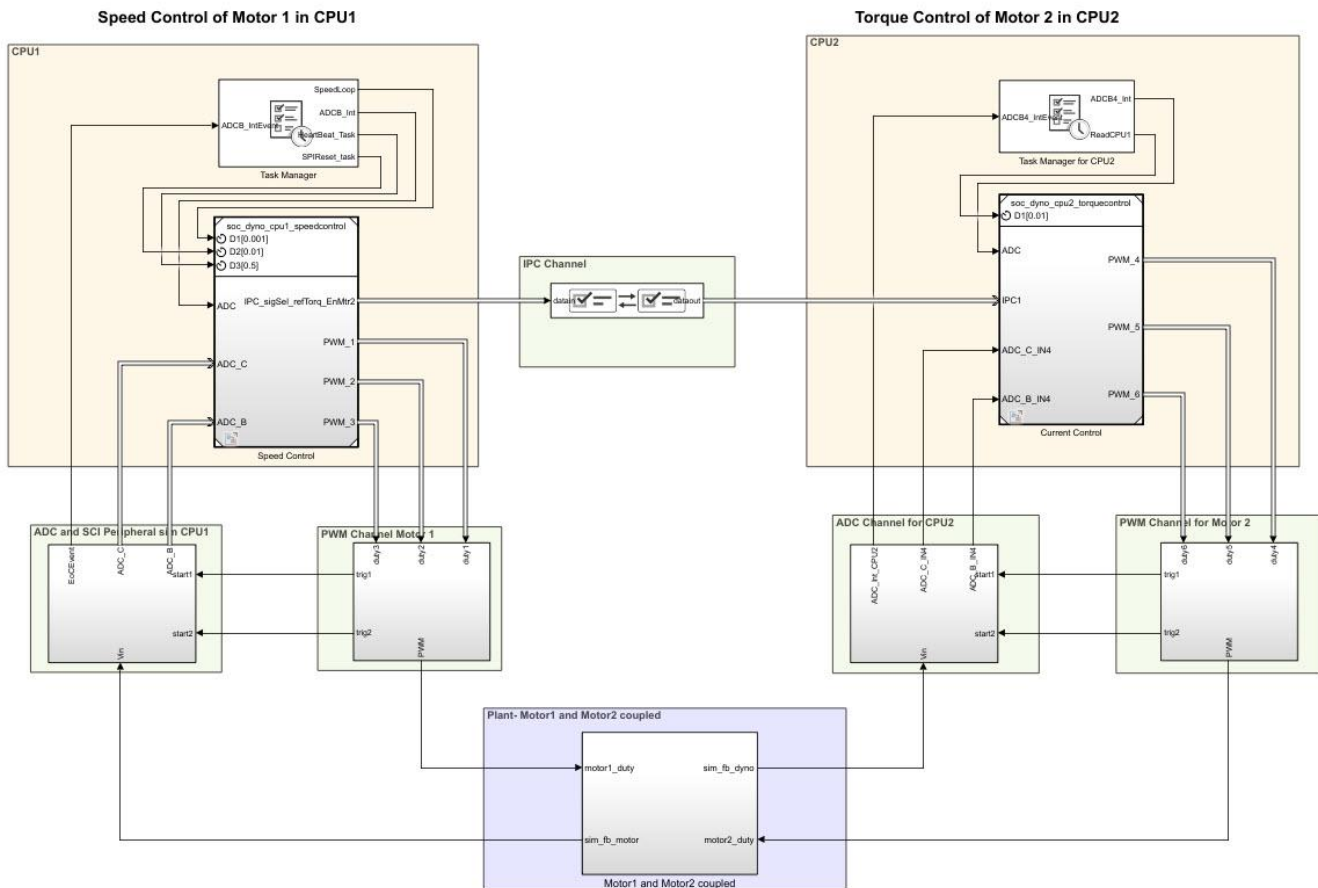 Speed Control of Motor 1 in CPU1
Torque Control of Motor 2 in CPU2
CPU1
SpeedLoop
ADCB_Int
ADCB_IntEvent
HeartBeat_Task
SPIReset_task
Task Manager
soc_dyno_cpu1_speedcontrol
D1[0.001]
D2[0.01]
D3[0.5]
ADC
IPC_sigSel_refTorq_EnMtr2
PWM_1
ADC_C
PWM_2
ADC_B
PWM_3
Speed Control
IPC Channel
datain
dataout
CPU2
ADCB4_Int
ADCB4_IntEvent
ReadCPU1
Task Manager for CPU2
soc_dyno_cpu2_torquecontrol
D1[0.01]
ADC
PWM_4
IPC1
PWM_5
ADC_C_IN4
PWM_6
ADC_B_IN4
Current Control
ADC and SCI Peripheral sim CPU1
EoCEvent
ADC_C
ADC_B
start1
start2
Vin
PWM Channel Motor 1
duty3
duty2
duty1
trig1
trig2
PWM
ADC Channel for CPU2
ADC_Int_CPU2
ADC_C_IN4
ADC_B_IN4
start1
start2
Vin
PWM Channel for Motor 2
duty6
duty5
duty4
trig1
trig2
PWM
Plant- Motor1 and Motor2 coupled
motor1_duty
sim_fb_dyno
sim_fb_motor
motor2_duty
Motor1 and Motor2 coupled